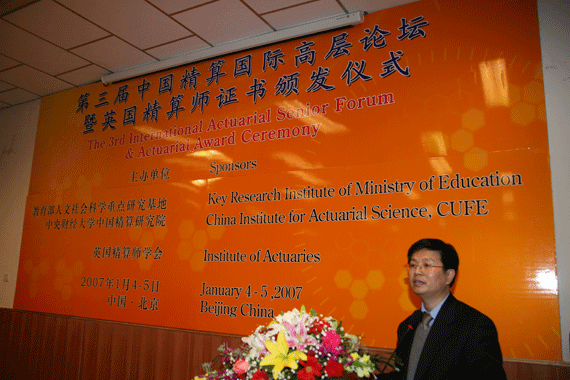 第三届中国精算国际高层论坛
暨英国精算师证书颁发仪式
The 3rd International Actuarial Senior Forum
& Actuarial Award Ceremony
主办单位 Sponsors
教育部人文社会科学重点研究基地 Key Research Institute of Ministry of Education
中央财经大学中国精算研究院 China Institute for Actuarial Science, CUFE
英国精算师学会 Institute of Actuaries
2007年1月4-5日 January 4-5,2007
中国·北京 Beijing China